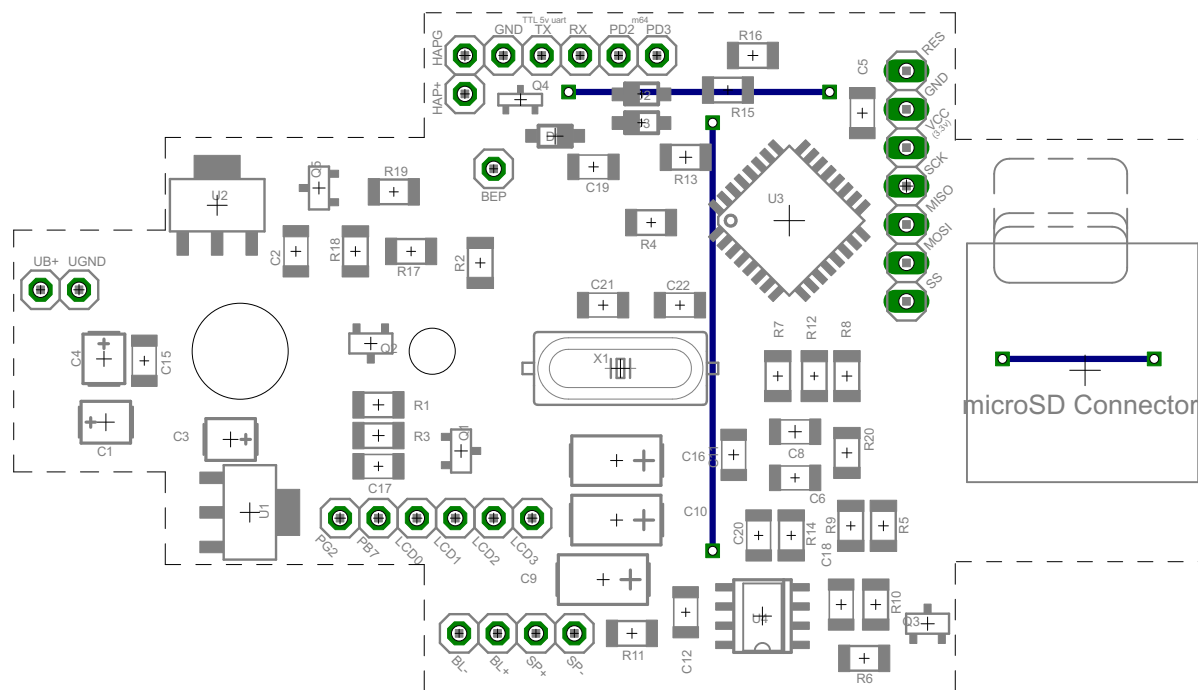 TTL 5v uart
m64
HAPG
GND
TX
RX
PD2
PD3
R16
C5
RES
GND
VCC
(3.3v)
SCK
MISO
MOSI
SS
HAP+
Q4
2
3
R15
D
BEP
C19
R13
U2
Q5
R19
U3
R4
C2
R18
R17
R2
UB+
UGND
C21
C22
C4
C15
Q2
X1
R7
R12
R8
microSD Connector
C1
C3
R1
R3
Q1
C17
C16
C11
C8
R20
C6
U1
C10
C20
R14
C18
R9
R5
PG2
PB7
LCD0
LCD1
LCD2
LCD3
C9
U4
R10
Q3
BL-
BL+
SP+
SP-
R11
C12
R6